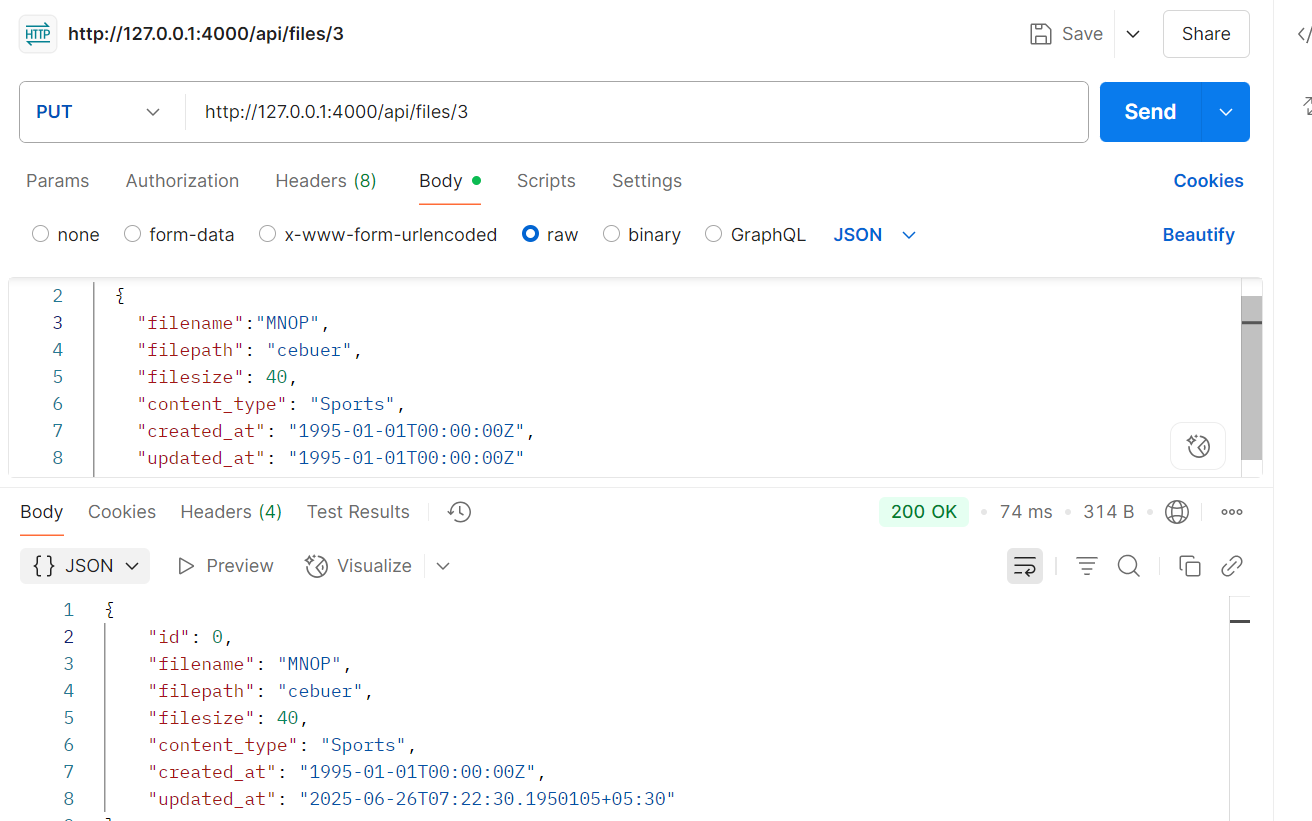 HTTP http://127.0.0.1:4000/api/files/3 Save Share
PUT http://127.0.0.1:4000/api/files/3 Send
Params Authorization Headers (8) Body Scripts Settings Cookies
none form-data x-www-form-urlencoded raw binary GraphQL JSON Beautify
2 {
3 "filename":"MNOP",
4 "filepath": "cebuer",
5 "filesize": 40,
6 "content_type": "Sports",
7 "created_at": "1995-01-01T00:00:00Z",
8 "updated_at": "1995-01-01T00:00:00Z"
Body Cookies Headers (4) Test Results 200 OK 74 ms 314 B
{} JSON Preview Visualize
1 {
2 "id": 0,
3 "filename": "MNOP",
4 "filepath": "cebuer",
5 "filesize": 40,
6 "content_type": "Sports",
7 "created_at": "1995-01-01T00:00:00Z",
8 "updated_at": "2025-06-26T07:22:30.1950105+05:30"